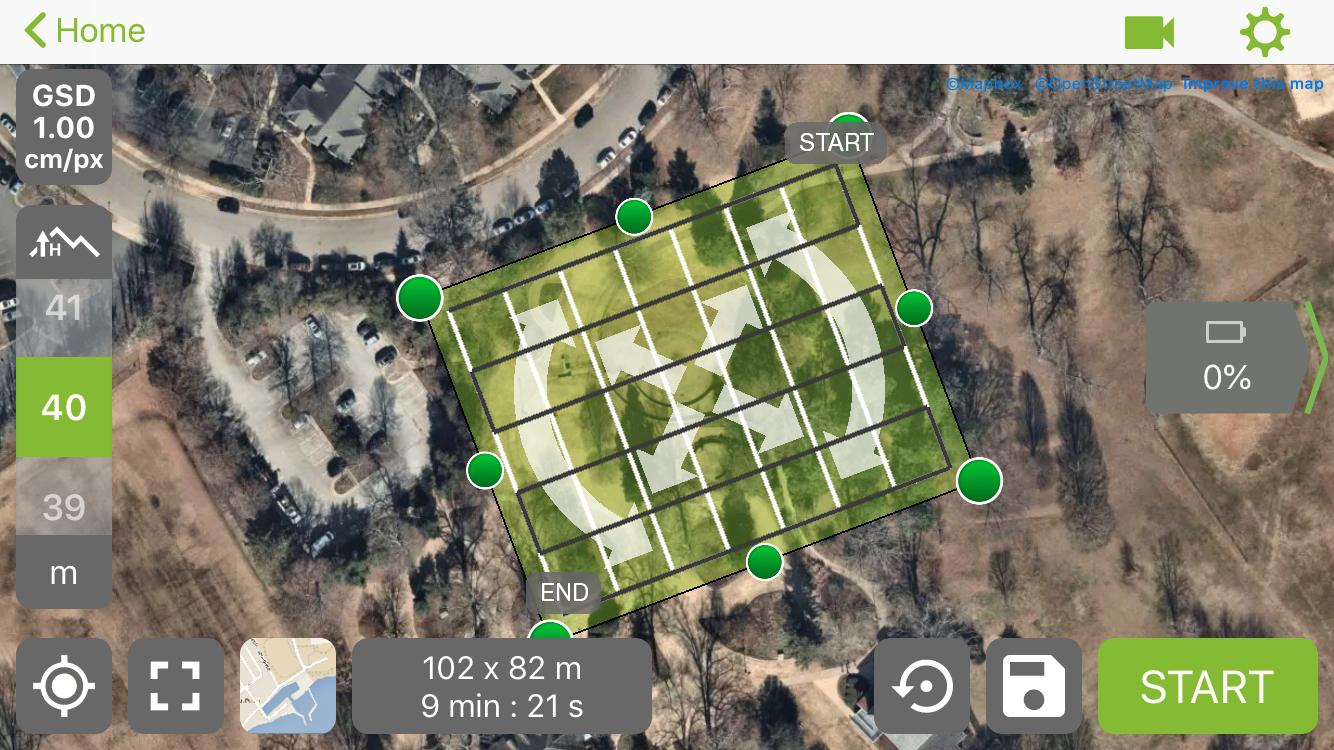 Home
©Mapbox ©OpenStreetMap Improve this map
GSD
1.00
cm/px
START
H
41
40
39
m
0%
END
102 x 82 m
9 min : 21 s
START